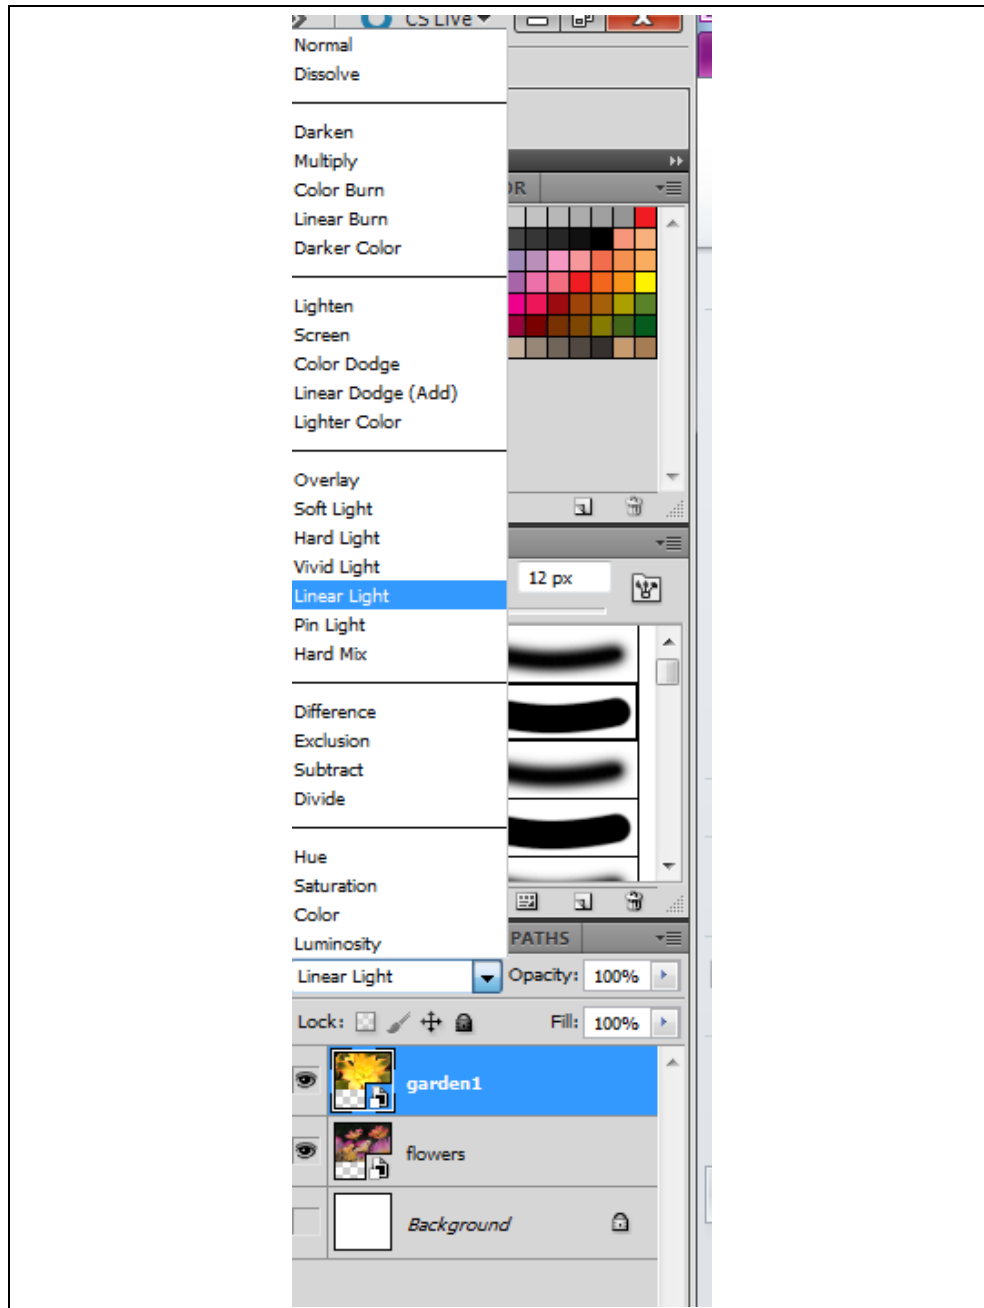 CS Live
Normal
Dissolve
Darken
Multiply
Color Burn
Linear Burn
Darker Color
Lighten
Screen
Color Dodge
Linear Dodge (Add)
Lighter Color
Overlay
Soft Light
Hard Light
Vivid Light
Linear Light
Pin Light
Hard Mix
Difference
Exclusion
Subtract
Divide
Hue
Saturation
Color
Luminosity
OR
12 px
PATHS
Linear Light Opacity: 100%
Lock: Fill: 100%
garden1
flowers
Background